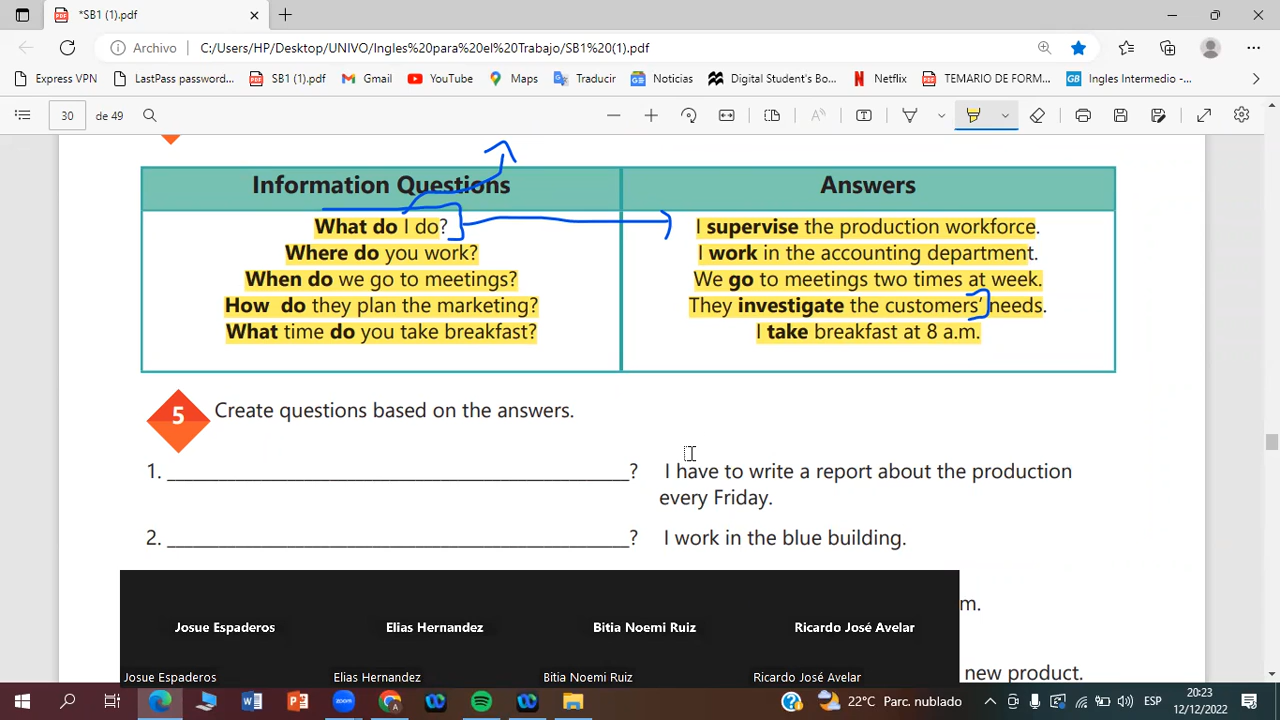 *SB1 (1).pdf
Archivo
C:/Users/HP/Desktop/UNIVO/Ingles%20para%20el%20Trabajo/SB1%20(1).pdf
Express VPN
LastPass password...
SB1 (1).pdf
Gmail
YouTube
Maps
Traducir
Noticias
Digital Student's Bo...
Netflix
TEMARIO DE FORM...
Ingles Intermedio -...
30 de 49
Information Questions
Answers
What do I do?
I supervise the production workforce.
Where do you work?
I work in the accounting department.
When do we go to meetings?
We go to meetings two times at week.
How do they plan the marketing?
They investigate the customers' needs.
What time do you take breakfast?
I take breakfast at 8 a.m.
5
Create questions based on the answers.
1. ________________________________________? I have to write a report about the production
every Friday.
2. ________________________________________? I work in the blue building.
m.
new product.
Josue Espaderos
Elias Hernandez
Bitia Noemi Ruiz
Ricardo José Avelar
Josue Espaderos
Elias Hernandez
Bitia Noemi Ruiz
Ricardo José Avelar
22°C Parc. nublado
ESP
20:23
12/12/2022